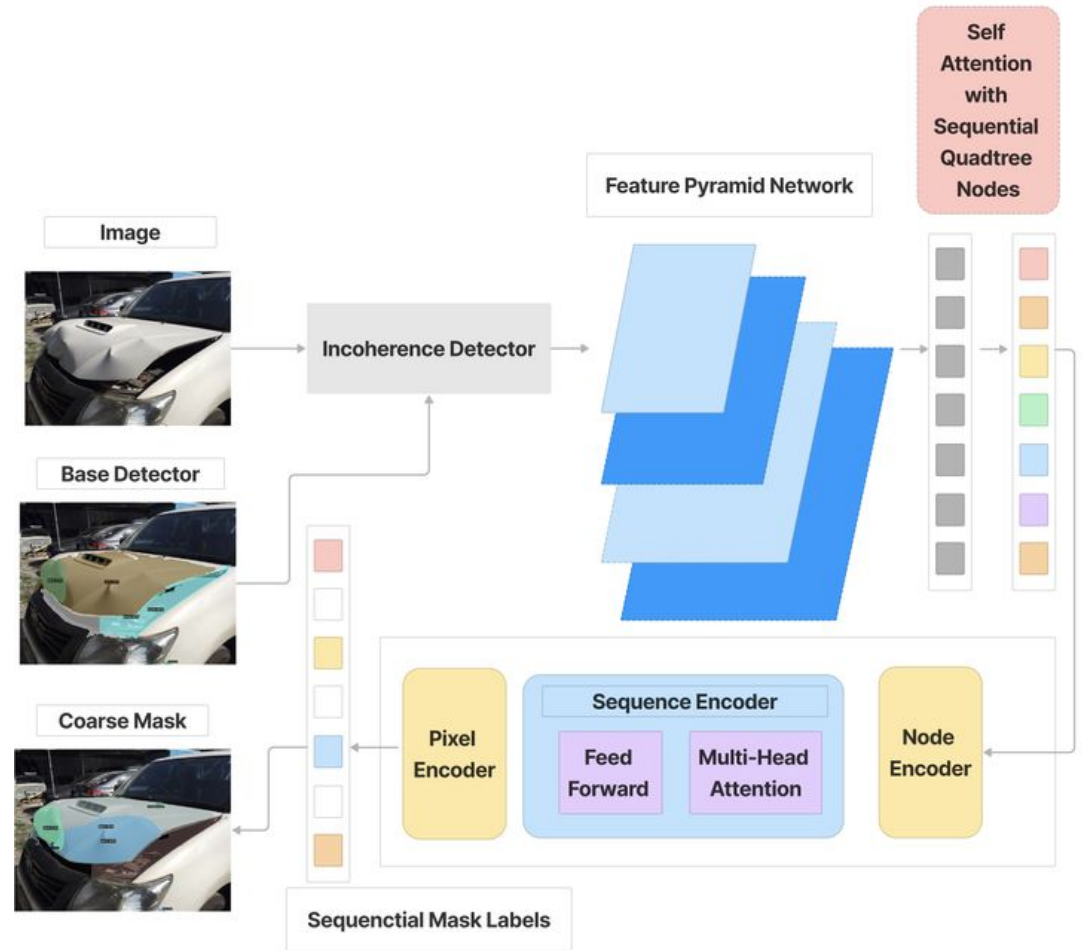 Self
Attention
with
Sequential
Quadtree
Nodes
Feature Pyramid Network
Image
Incoherence Detector
Base Detector
Coarse Mask
Pixel
Encoder
Sequence Encoder
Feed
Forward
Multi-Head
Attention
Node
Encoder
Sequenctial Mask Labels